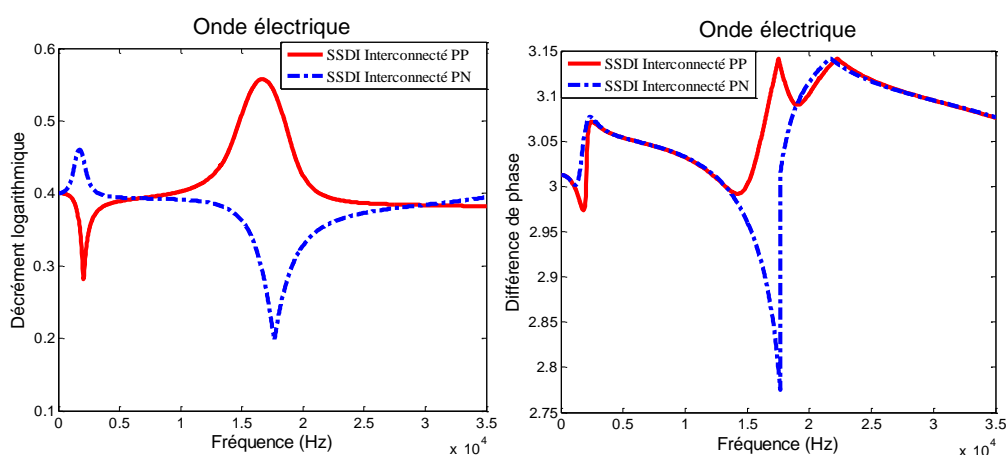 Onde électrique
0.6
0.5
0.4
0.3
0.2
0.1
Décrément logarithmique
SSDI Interconnecté PP
SSDI Interconnecté PN
0 0.5 1 1.5 2 2.5 3 3.5
Fréquence (Hz)
x 10^4
Onde électrique
3.15
3.1
3.05
3
2.95
2.9
2.85
2.8
2.75
Différence de phase
SSDI Interconnecté PP
SSDI Interconnecté PN
0 0.5 1 1.5 2 2.5 3 3.5
Fréquence (Hz)
x 10^4